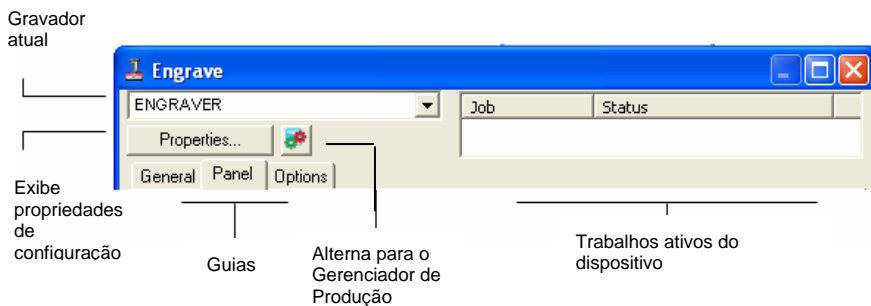 Gravador
atual
Engrave
ENGRAVER
Job
Status
Properties...
General
Panel
Options
Exibe
propriedades
de
configuração
Guias
Alterna para o
Gerenciador de
Produção
Trabalhos ativos do
dispositivo